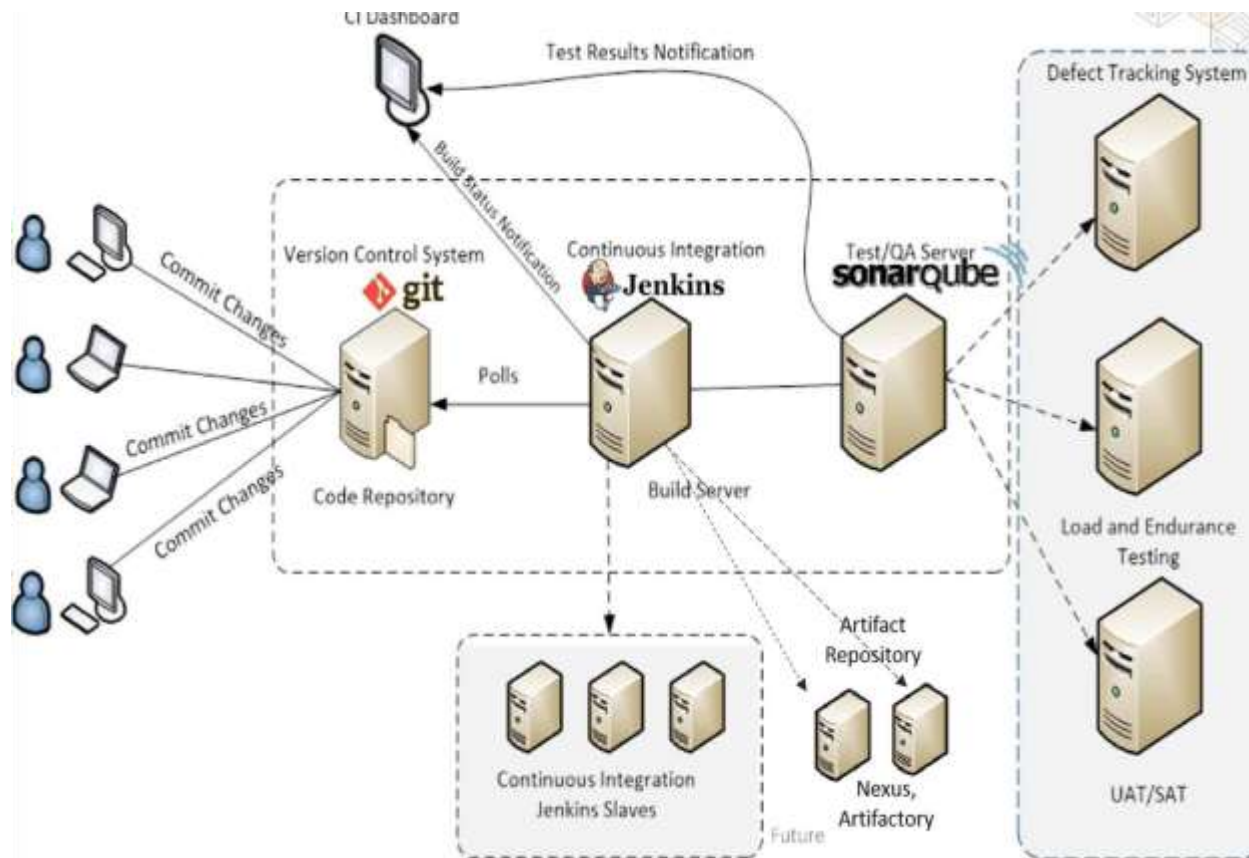 CI Dashboard
Test Results Notification
Defect Tracking System
Build Status Notification
Version Control System
git
Continuous Integration
Jenkins
Test/QA Server
sonarqube
Commit Changes
Polls
Commit Changes
Code Repository
Build Server
Commit Changes
Load and Endurance
Testing
Artifact
Repository
Continuous Integration
Jenkins Slaves
Nexus,
Artifactory
UAT/SAT
Future